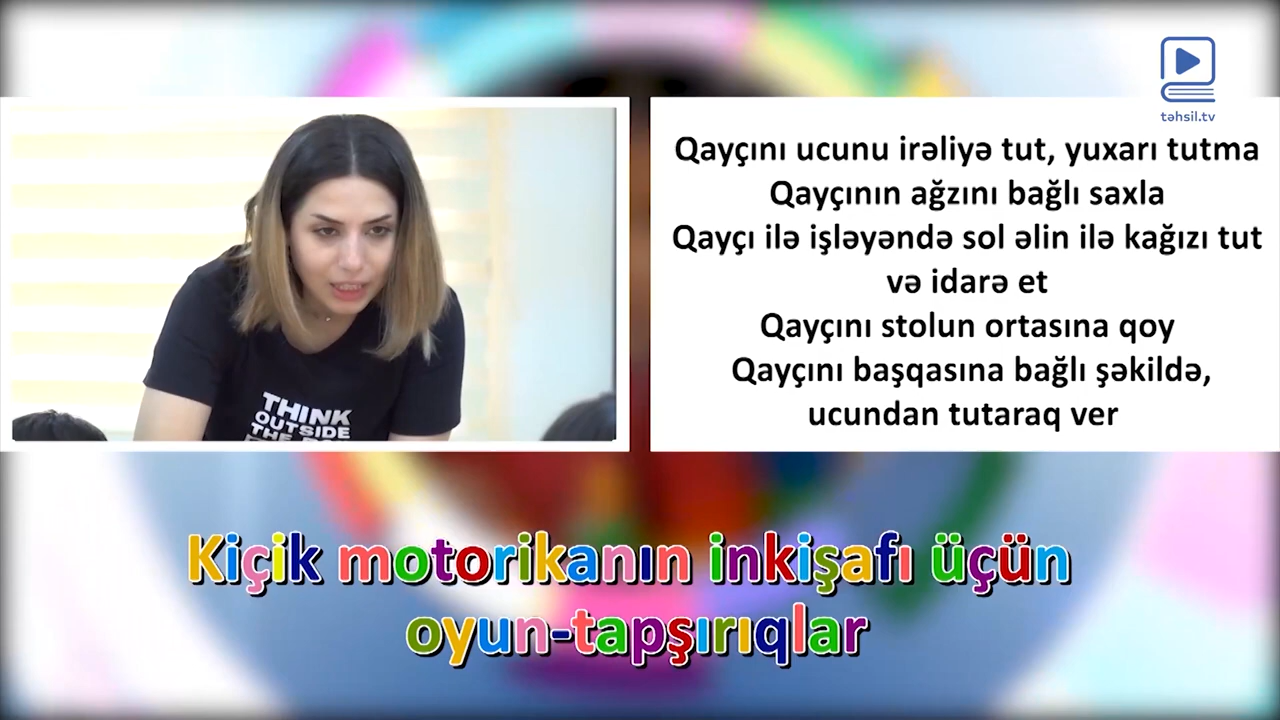 təhsil.tv
Qayçını ucunu irəliyə tut, yuxarı tutma
Qayçının ağzını bağlı saxla
Qayçı ilə işləyəndə sol əlin ilə kağızı tut
və idarə et
Qayçını stolun ortasına qoy
Qayçını başqasına bağlı şəkildə,
ucundan tutaraq ver
THINK
OUTSIDE
THE
Kiçik motorikanın inkişafı üçün
oyun-tapşırıqlar